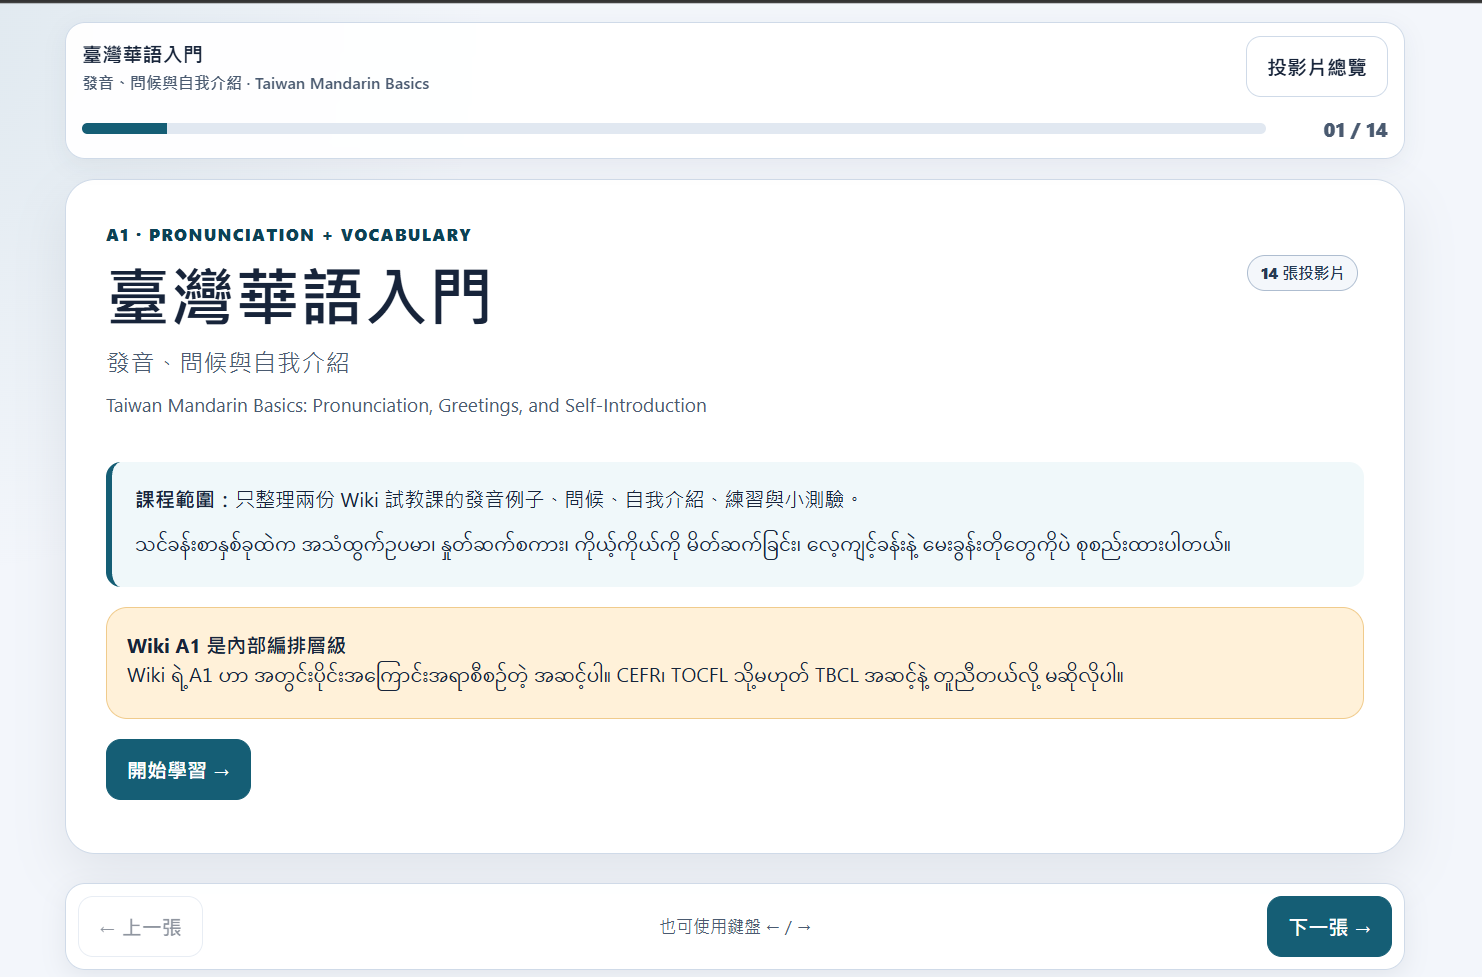 臺灣華語入門
發音、問候與自我介紹 · Taiwan Mandarin Basics
投影片總覽
01 / 14
A1 · PRONUNCIATION + VOCABULARY
臺灣華語入門
14 張投影片
發音、問候與自我介紹
Taiwan Mandarin Basics: Pronunciation, Greetings, and Self-Introduction
課程範圍：只整理兩份 Wiki 試教課的發音例子、問候、自我介紹、練習與小測驗。
သင်ခန်းစာနှစ်ခုထဲက အသံထွက်ဥပမာ၊ နှုတ်ဆက်စကား၊ ကိုယ့်ကိုယ်ကို မိတ်ဆက်ခြင်း၊ လေ့ကျင့်ခန်းနဲ့ မေးခွန်းတိုတွေကိုပဲ စုစည်းထားပါတယ်။
Wiki A1 是內部編排層級
Wiki ရဲ့ A1 ဟာ အတွင်းပိုင်းအကြောင်းအရာစီစဉ်တဲ့ အဆင့်ပါ။ CEFR၊ TOCFL သို့မဟုတ် TBCL အဆင့်နဲ့ တူညီတယ်လို့ မဆိုလိုပါ။
開始學習 →
← 上一張
也可使用鍵盤 ← / →
下一張 →